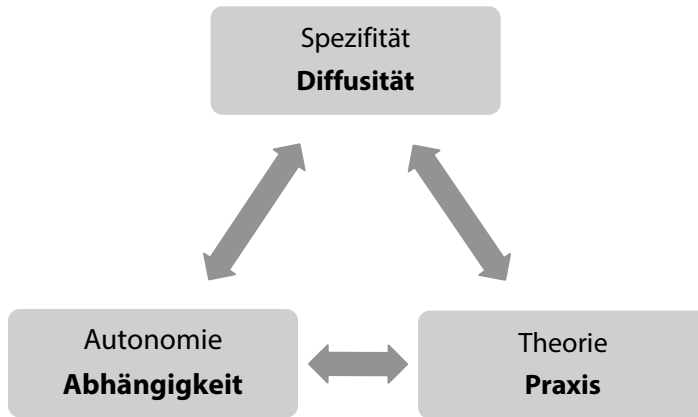 Spezifität
Diffusität
Autonomie
Abhängigkeit
Theorie
Praxis